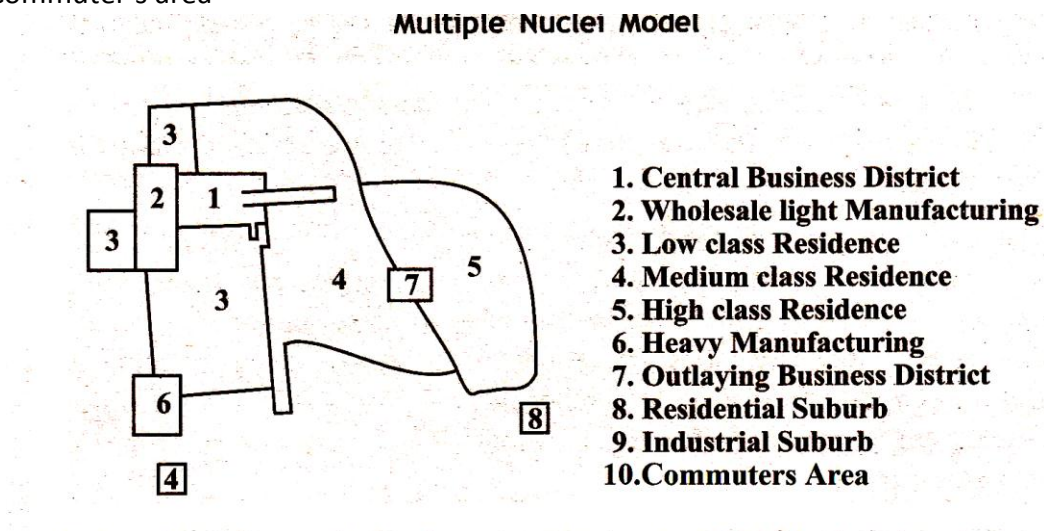 commuter's area
Multiple Nuclei Model
3
2
1
3
3
4
7
5
6
8
4
1. Central Business District
2. Wholesale light Manufacturing
3. Low class Residence
4. Medium class Residence
5. High class Residence
6. Heavy Manufacturing
7. Outlaying Business District
8. Residential Suburb
9. Industrial Suburb
10.Commuters Area